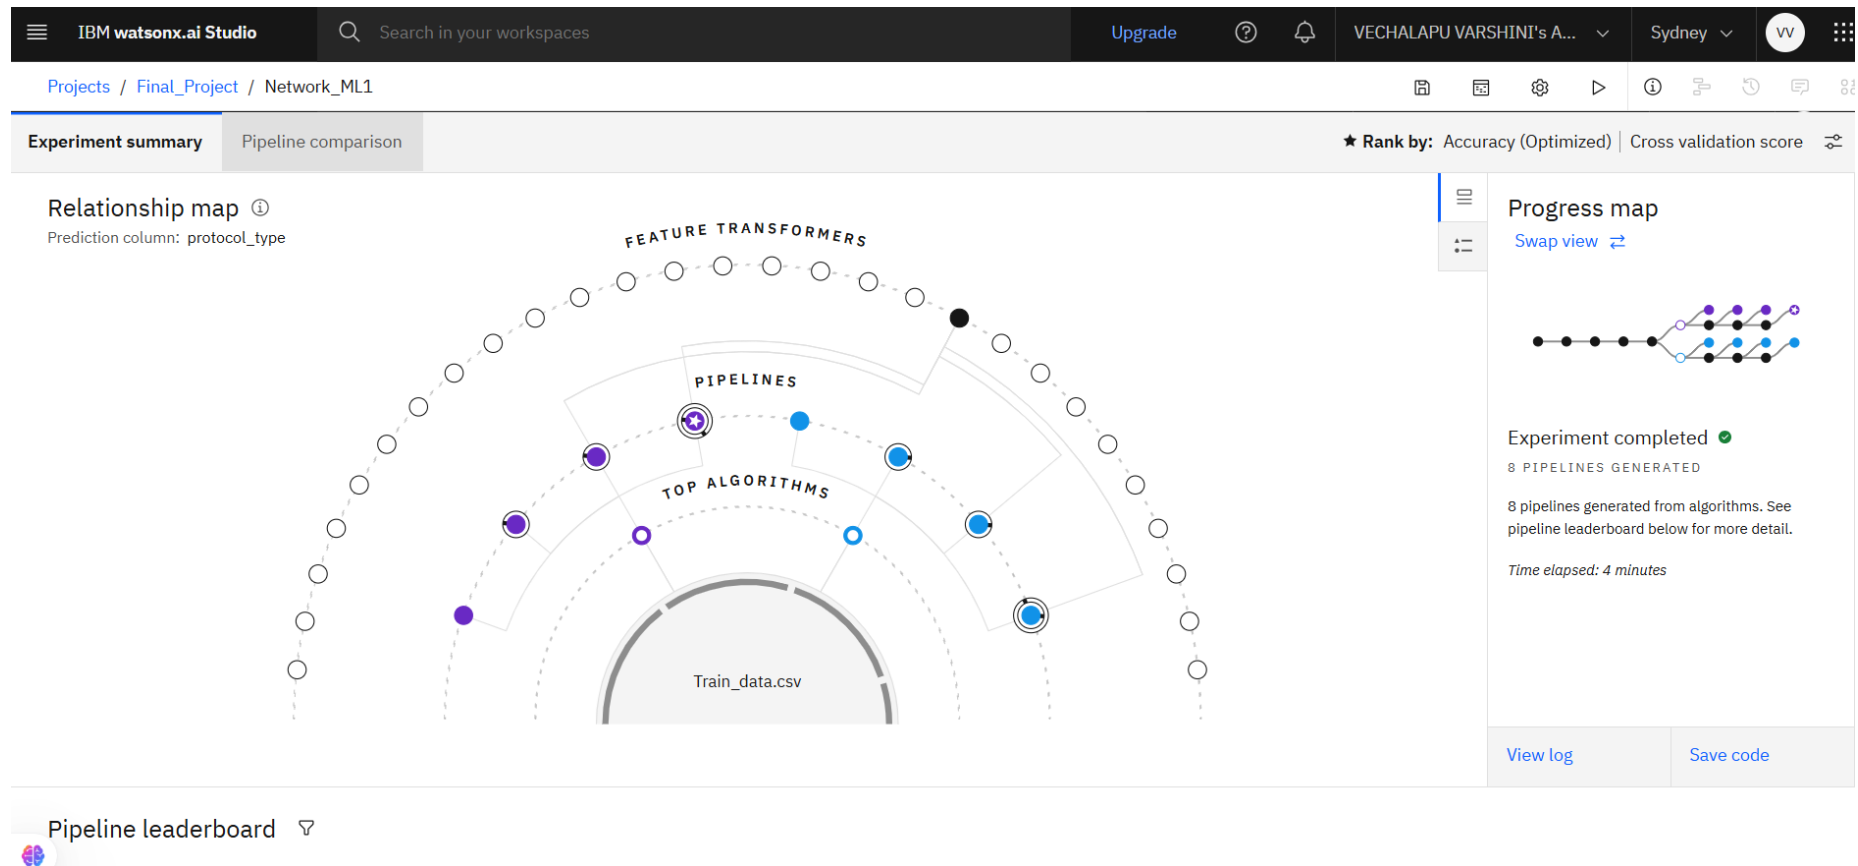 IBM watsonx.ai Studio
Search in your workspaces
Upgrade
VECHALAPU VARSHINI's A...
Sydney
VV
Projects / Final_Project / Network_ML1
Experiment summary
Pipeline comparison
Rank by: Accuracy (Optimized) | Cross validation score
Relationship map
Prediction column: protocol_type
FEATURE TRANSFORMERS
PIPELINES
TOP ALGORITHMS
Train_data.csv
Progress map
Swap view
Experiment completed
8 PIPELINES GENERATED
8 pipelines generated from algorithms. See
pipeline leaderboard below for more detail.
Time elapsed: 4 minutes
View log
Save code
Pipeline leaderboard